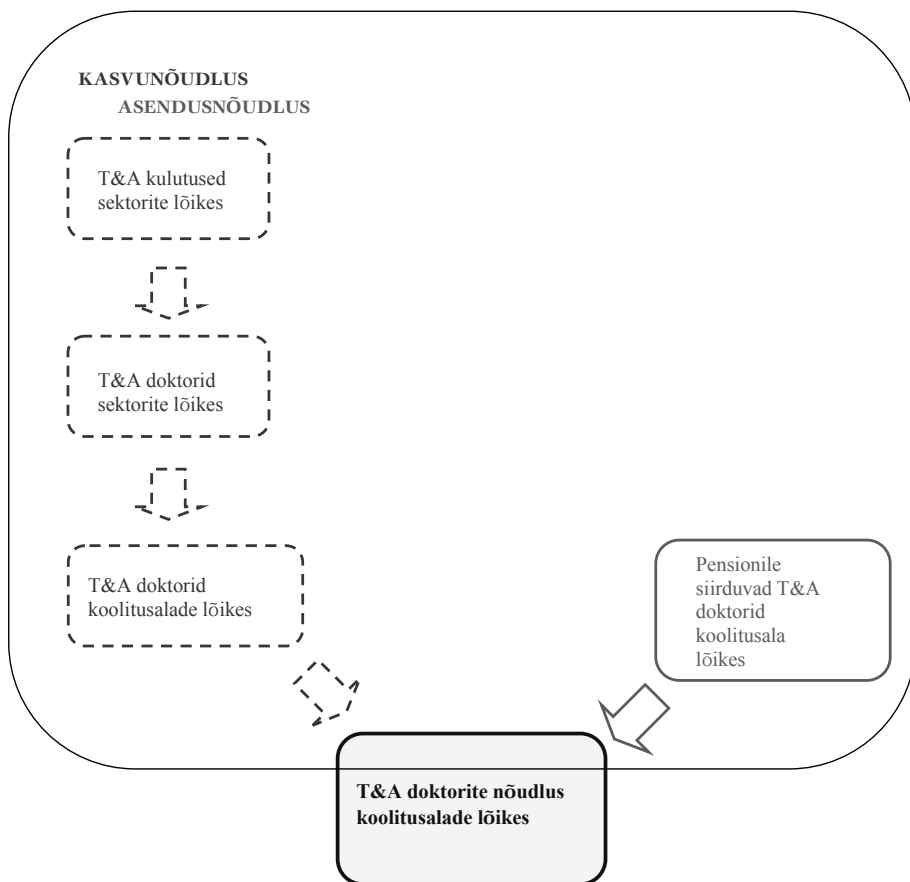 KASVUNÕUDLUS
ASENDUSNÕUDLUS
T&A kulutused
sektorite lõikes
T&A doktorid
sektorite lõikes
T&A doktorid
koolitusalade lõikes
Pensionile
siirduvad T&A
doktorid
koolitusala
lõikes
T&A doktorite nõudlus
koolitusalade lõikes